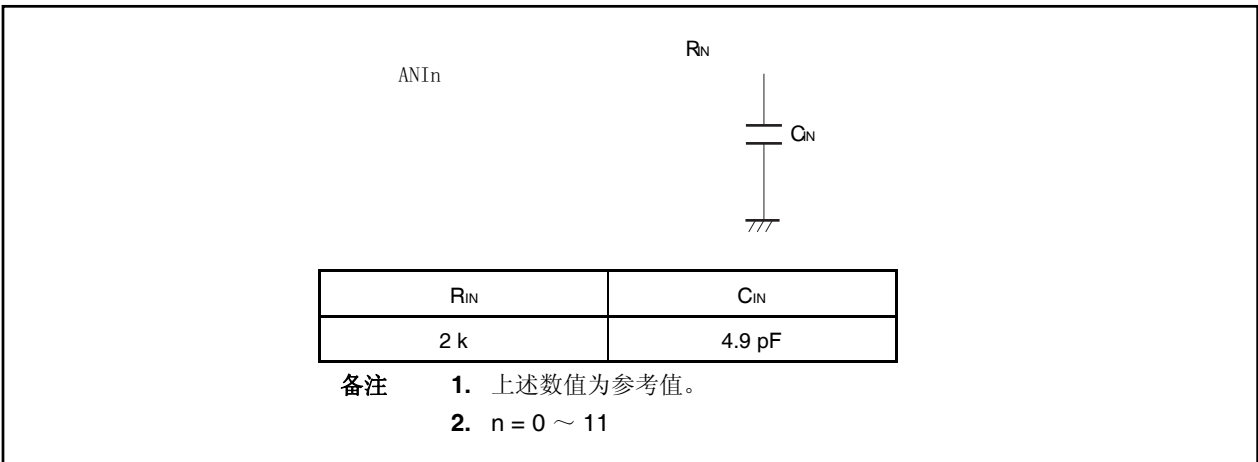 RIN
ANIn
CIN
RIN CIN
2 k 4.9 pF
备注 1. 上述数值为参考值。
2. n = 0 ～ 11